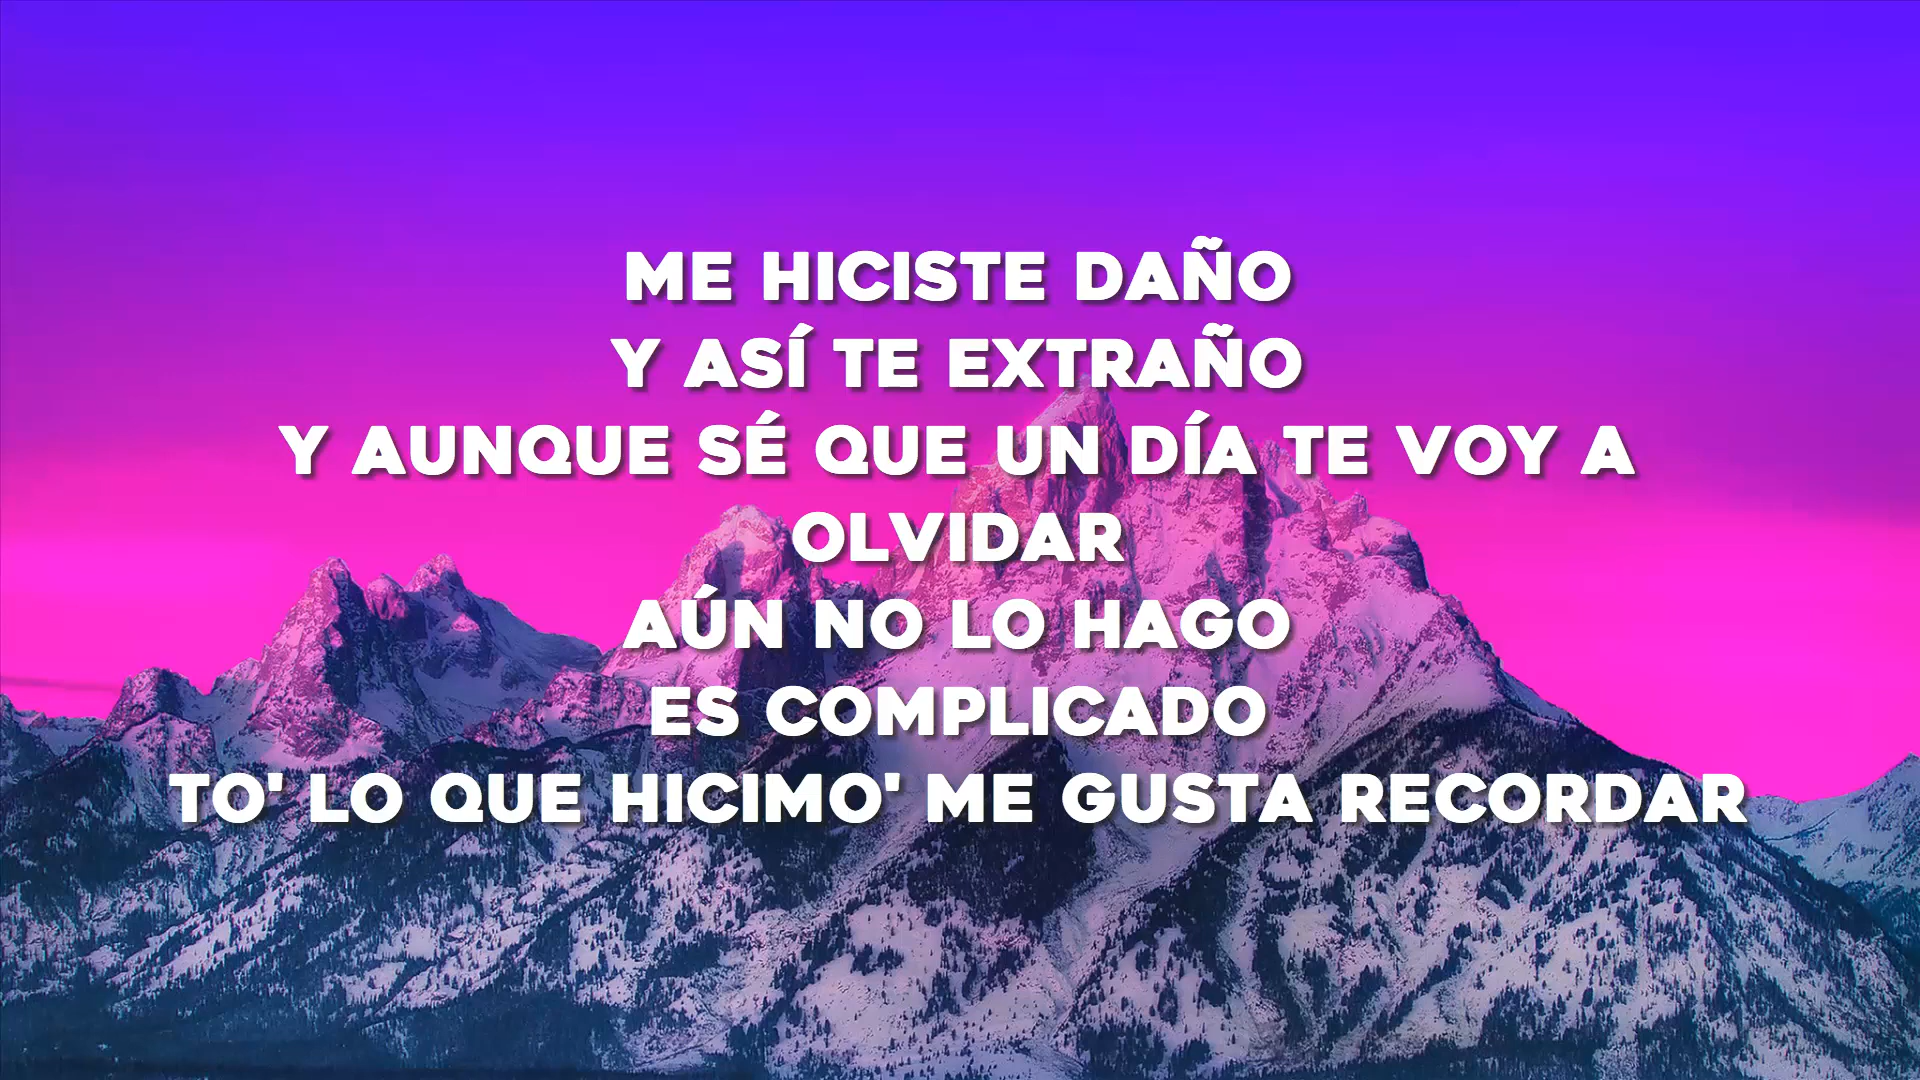 ME HICISTE DAÑO
Y ASÍ TE EXTRAÑO
Y AUNQUE SÉ QUE UN DÍA TE VOY A
OLVIDAR
AÚN NO LO HAGO
ES COMPLICADO
TO' LO QUE HICIMO' ME GUSTA RECORDAR